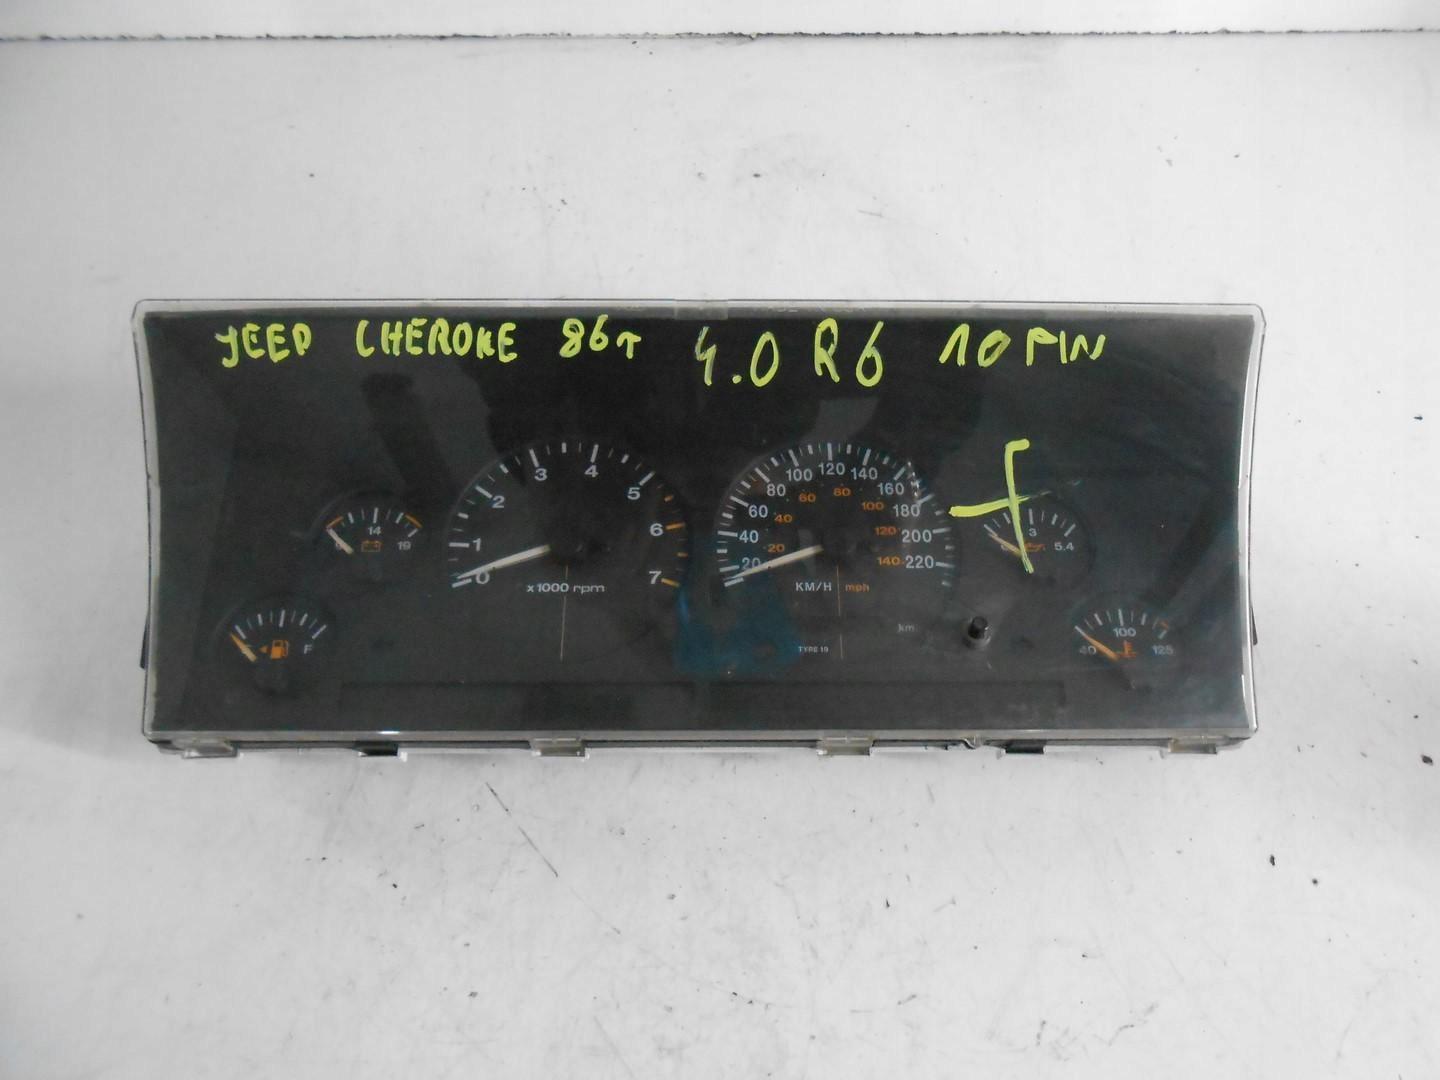 JEEP CHEROKE 86r 4.0 R6 10 PIN
14
19
0 1 2 3 4 5 6 7
x1000 rpm
20 40 60 80 100 120 140 160 180 200 220
20 40 60 80 100 120 140
KM/H mph
km
TYPE 19
3
5.4
F
100
40 125